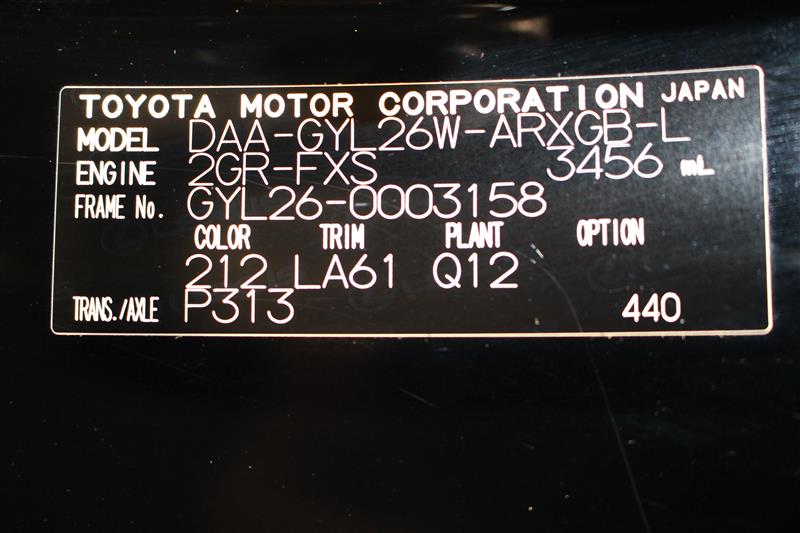 TOYOTA MOTOR CORPORATION JAPAN
MODEL DAA-GYL26W-ARXGB-L
ENGINE 2GR-FXS 3456 mL
FRAME No. GYL26-0003158
COLOR TRIM PLANT OPTION
212 LA61 Q12
TRANS./AXLE P313 440